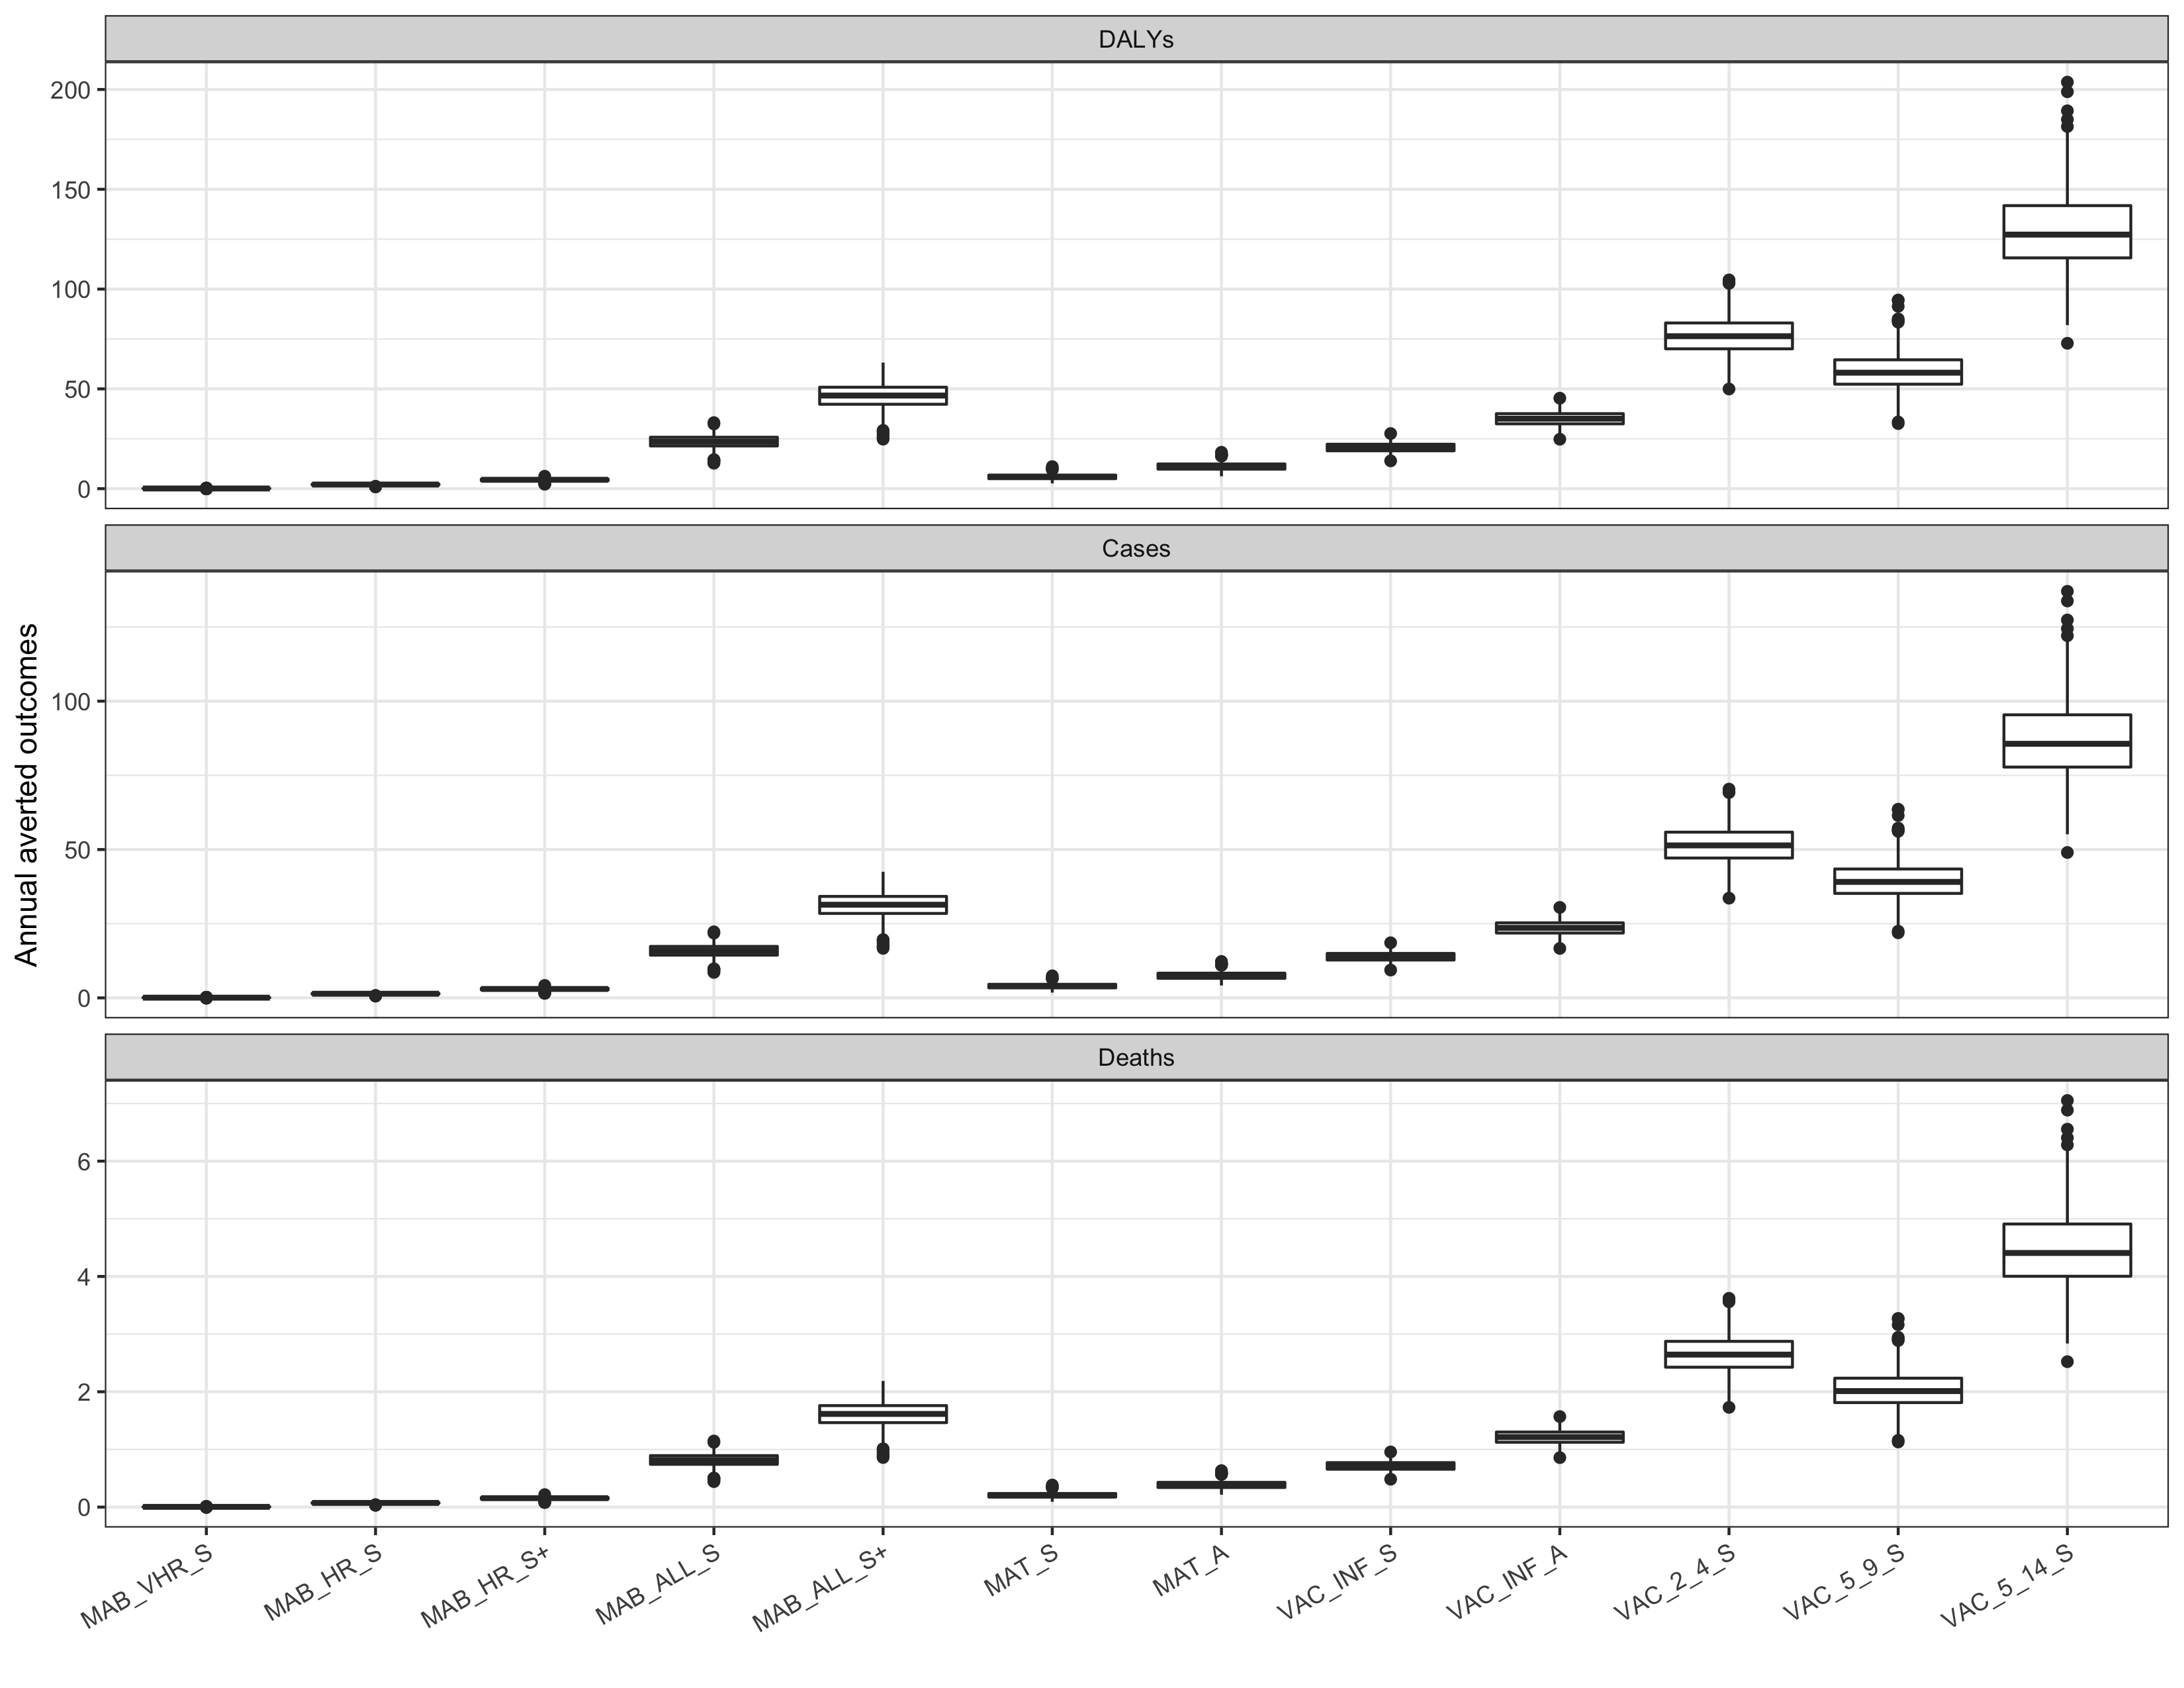 DALYs
200
150
100
50
0
Cases
100
50
0
Deaths
6
4
2
0
Annual averted outcomes
MAB_VHR_S
MAB_HR_S
MAB_HR_S+
MAB_ALL_S
MAB_ALL_S+
MAT_S
MAT_A
VAC_INF_S
VAC_INF_A
VAC_2_4_S
VAC_5_9_S
VAC_5_14_S